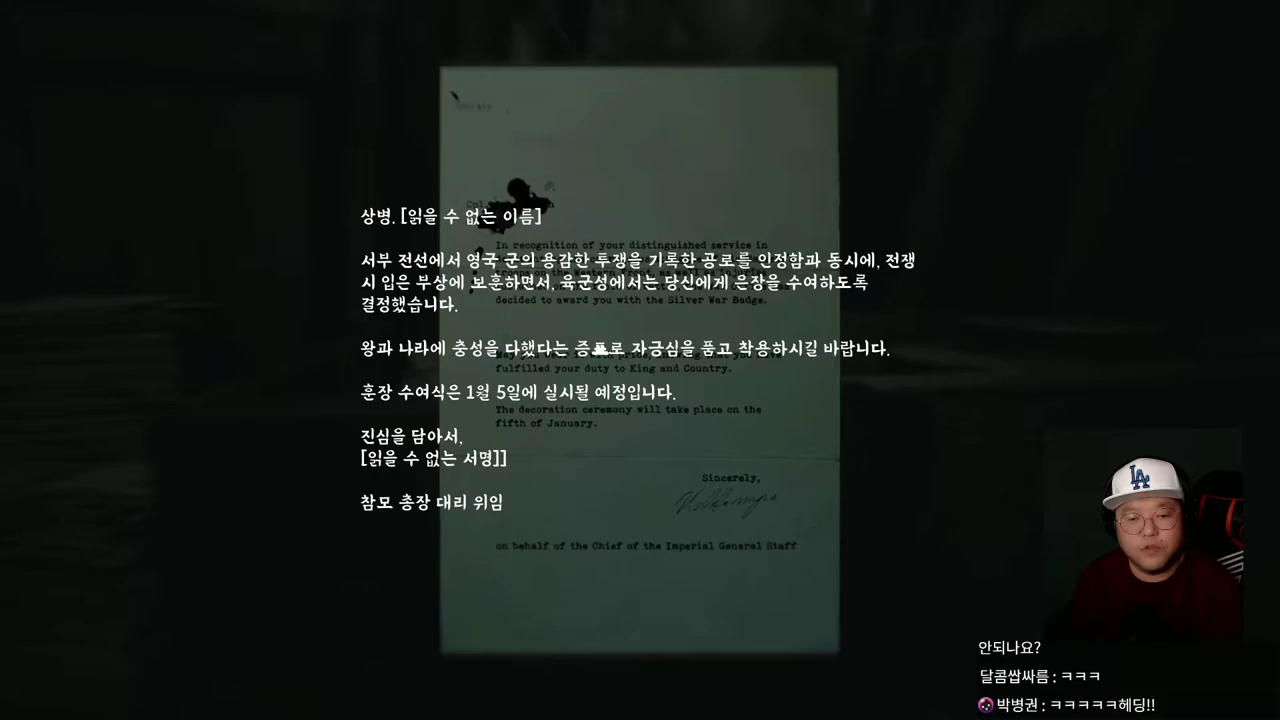 상병. [읽을 수 없는 이름]
서부 전선에서 영국 군의 용감한 투쟁을 기록한 공로를 인정함과 동시에, 전쟁
시 입은 부상에 보훈하면서, 육군성에서는 당신에게 은장을 수여하도록
결정했습니다.
왕과 나라에 충성을 다했다는 증표로 자긍심을 품고 착용하시길 바랍니다.
훈장 수여식은 1월 5일에 실시될 예정입니다.
진심을 담아서,
[읽을 수 없는 서명]]
참모 총장 대리 위임
In recognition of your distinguished service in
troops on the Western Front, as well as injuries
decided to award you with the Silver War Badge.
fulfilled your duty to King and Country.
The decoration ceremony will take place on the
fifth of January.
Sincerely,
on behalf of the Chief of the Imperial General Staff
LA
안되나요?
달콤쌉싸름 : ㅋㅋㅋ
박병권 : ㅋㅋㅋㅋㅋ헤딩!!